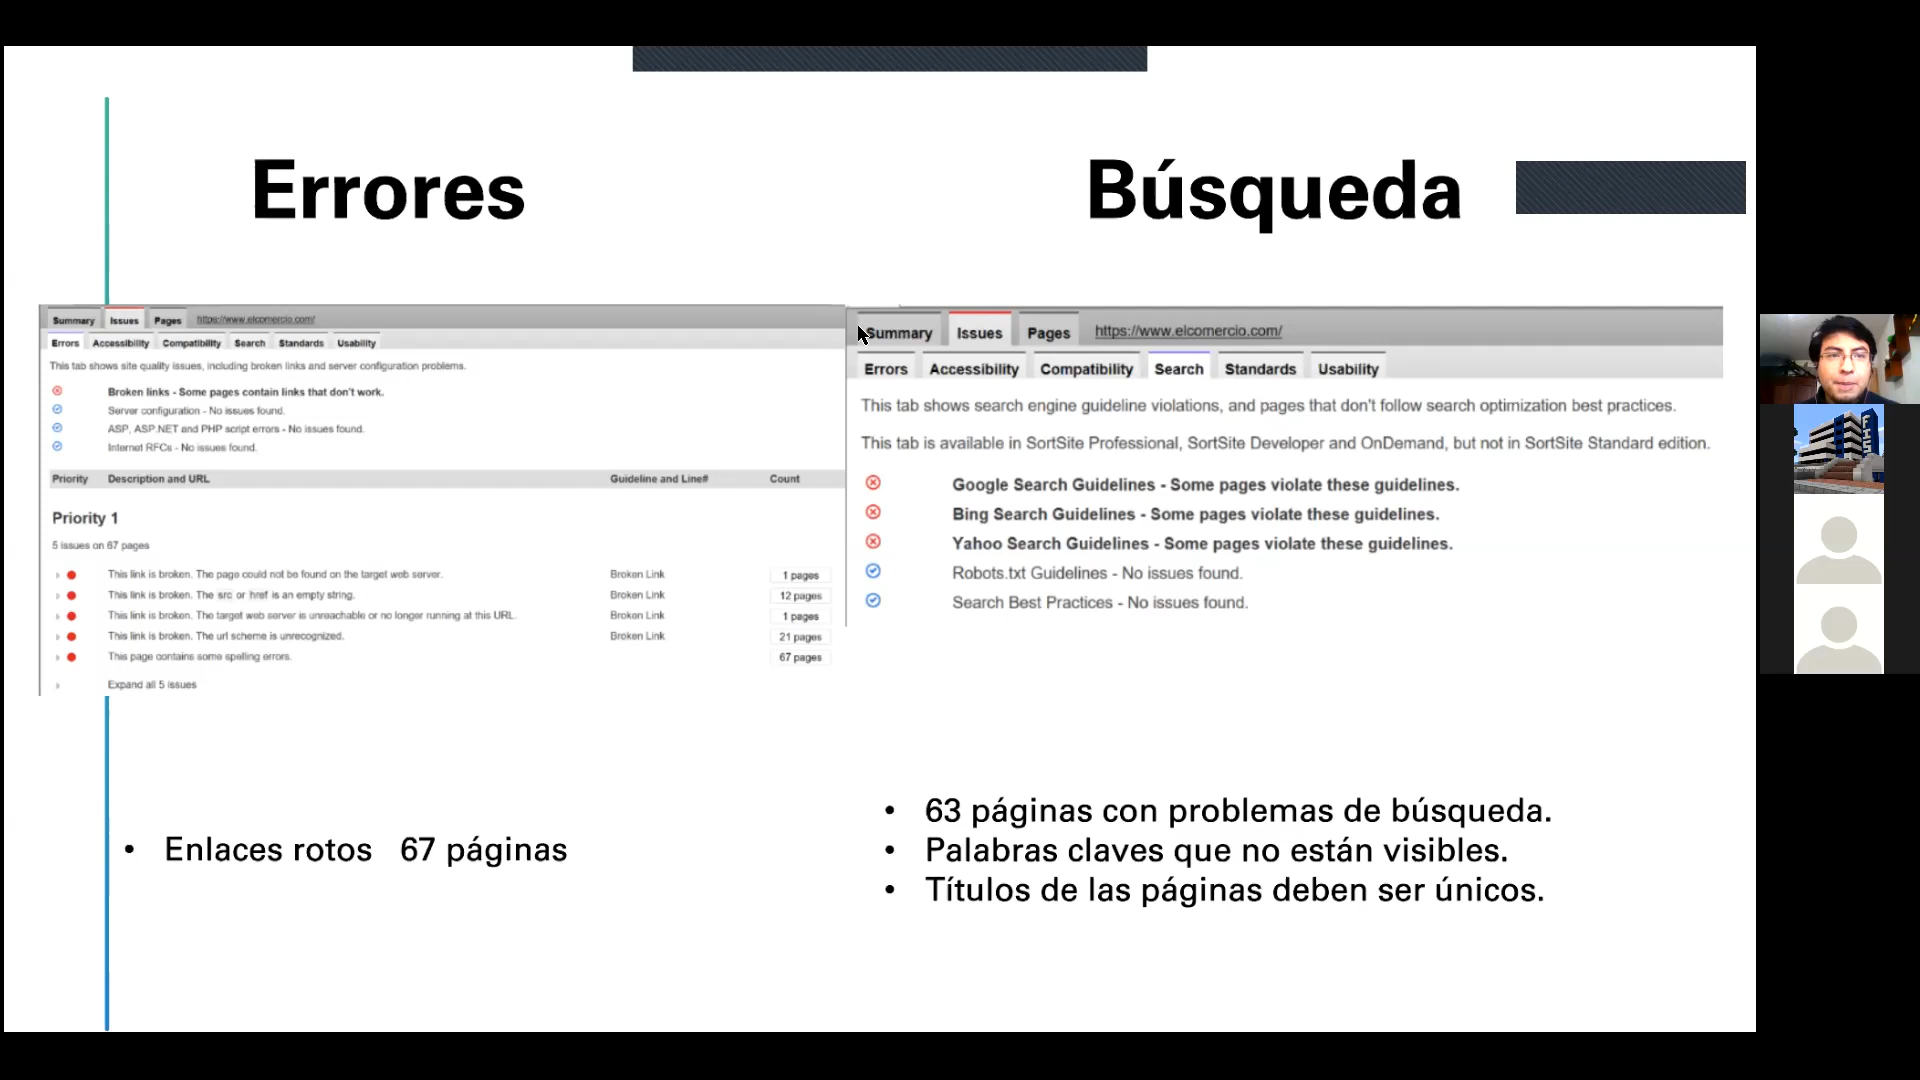 Errores
Búsqueda
Summary Issues Pages https://www.elcomercio.com/
Errors Accessibility Compatibility Search Standards Usability
This tab shows site quality issues, including broken links and server configuration problems.
Broken links - Some pages contain links that don't work.
Server configuration - No issues found.
ASP, ASP.NET and PHP script errors - No issues found.
Internet RFCs - No issues found.
Priority Description and URL Guideline and Line# Count
Priority 1
5 issues on 67 pages
This link is broken. The page could not be found on the target web server. Broken Link 1 pages
This link is broken. The src or href is an empty string. Broken Link 12 pages
This link is broken. The target web server is unreachable or no longer running at this URL. Broken Link 1 pages
This link is broken. The url scheme is unrecognized. Broken Link 21 pages
This page contains some spelling errors. 67 pages
Expand all 5 issues
Summary Issues Pages https://www.elcomercio.com/
Errors Accessibility Compatibility Search Standards Usability
This tab shows search engine guideline violations, and pages that don't follow search optimization best practices.
This tab is available in SortSite Professional, SortSite Developer and OnDemand, but not in SortSite Standard edition.
Google Search Guidelines - Some pages violate these guidelines.
Bing Search Guidelines - Some pages violate these guidelines.
Yahoo Search Guidelines - Some pages violate these guidelines.
Robots.txt Guidelines - No issues found.
Search Best Practices - No issues found.
• Enlaces rotos 67 páginas
• 63 páginas con problemas de búsqueda.
• Palabras claves que no están visibles.
• Títulos de las páginas deben ser únicos.